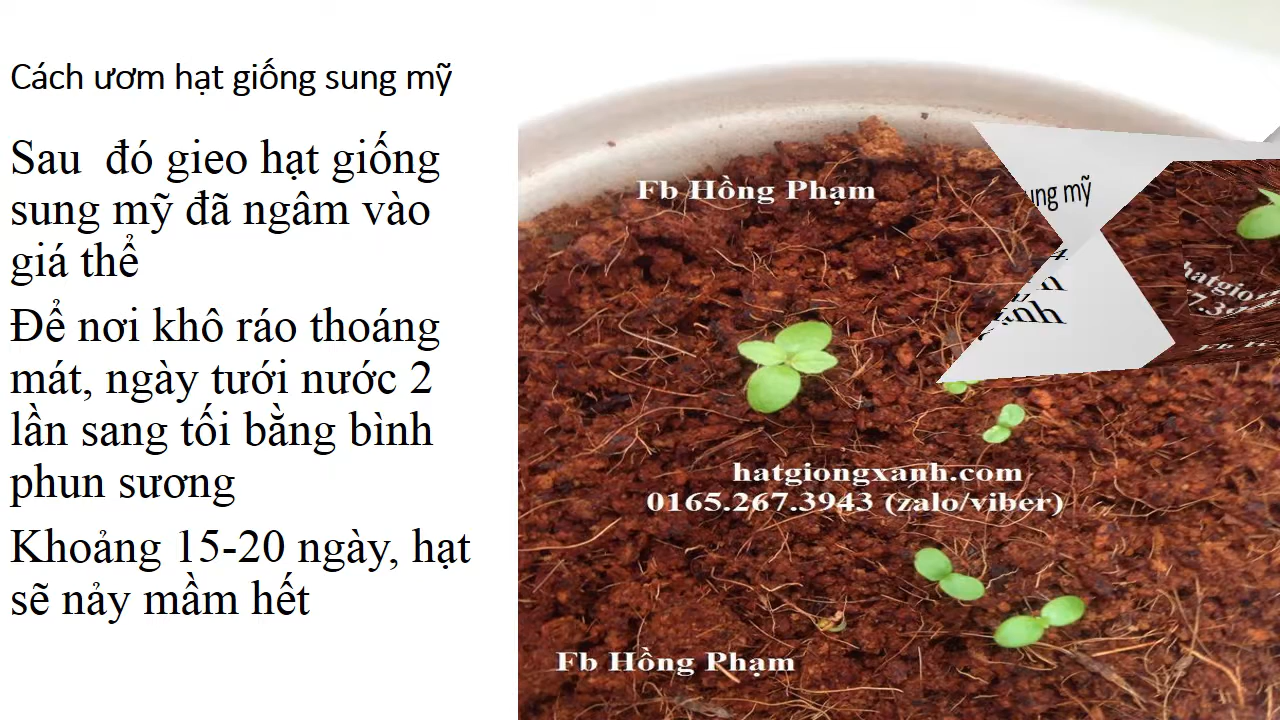 Cách ươm hạt giống sung mỹ
Sau đó gieo hạt giống
sung mỹ đã ngâm vào
giá thể
Để nơi khô ráo thoáng
mát, ngày tưới nước 2
lần sang tối bằng bình
phun sương
Khoảng 15-20 ngày, hạt
sẽ nảy mầm hết
Fb Hồng Phạm
mỹ
hatgiongxanh.com
0165.267.3943 (zalo/viber)
Fb Hồng Phạm